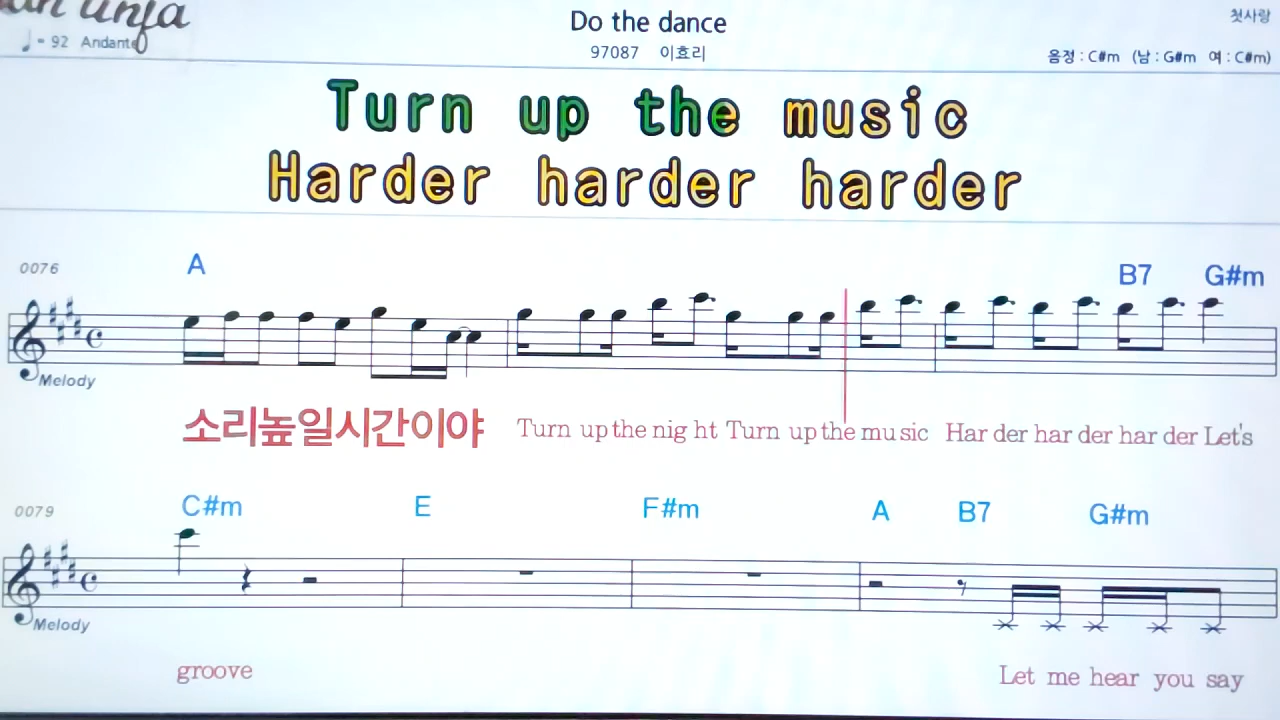 Do the dance
첫사랑
♩= 92 Andante
97087 이효리
음정 : C#m (남 : G#m 여 : C#m)
Turn up the music
Harder harder harder
0076
A B7 G#m
Melody
소리높일시간이야 Turn up the nig ht Turn up the mu sic Har der har der har der Let's
0079
C#m E F#m A B7 G#m
Melody
groove Let me hear you say